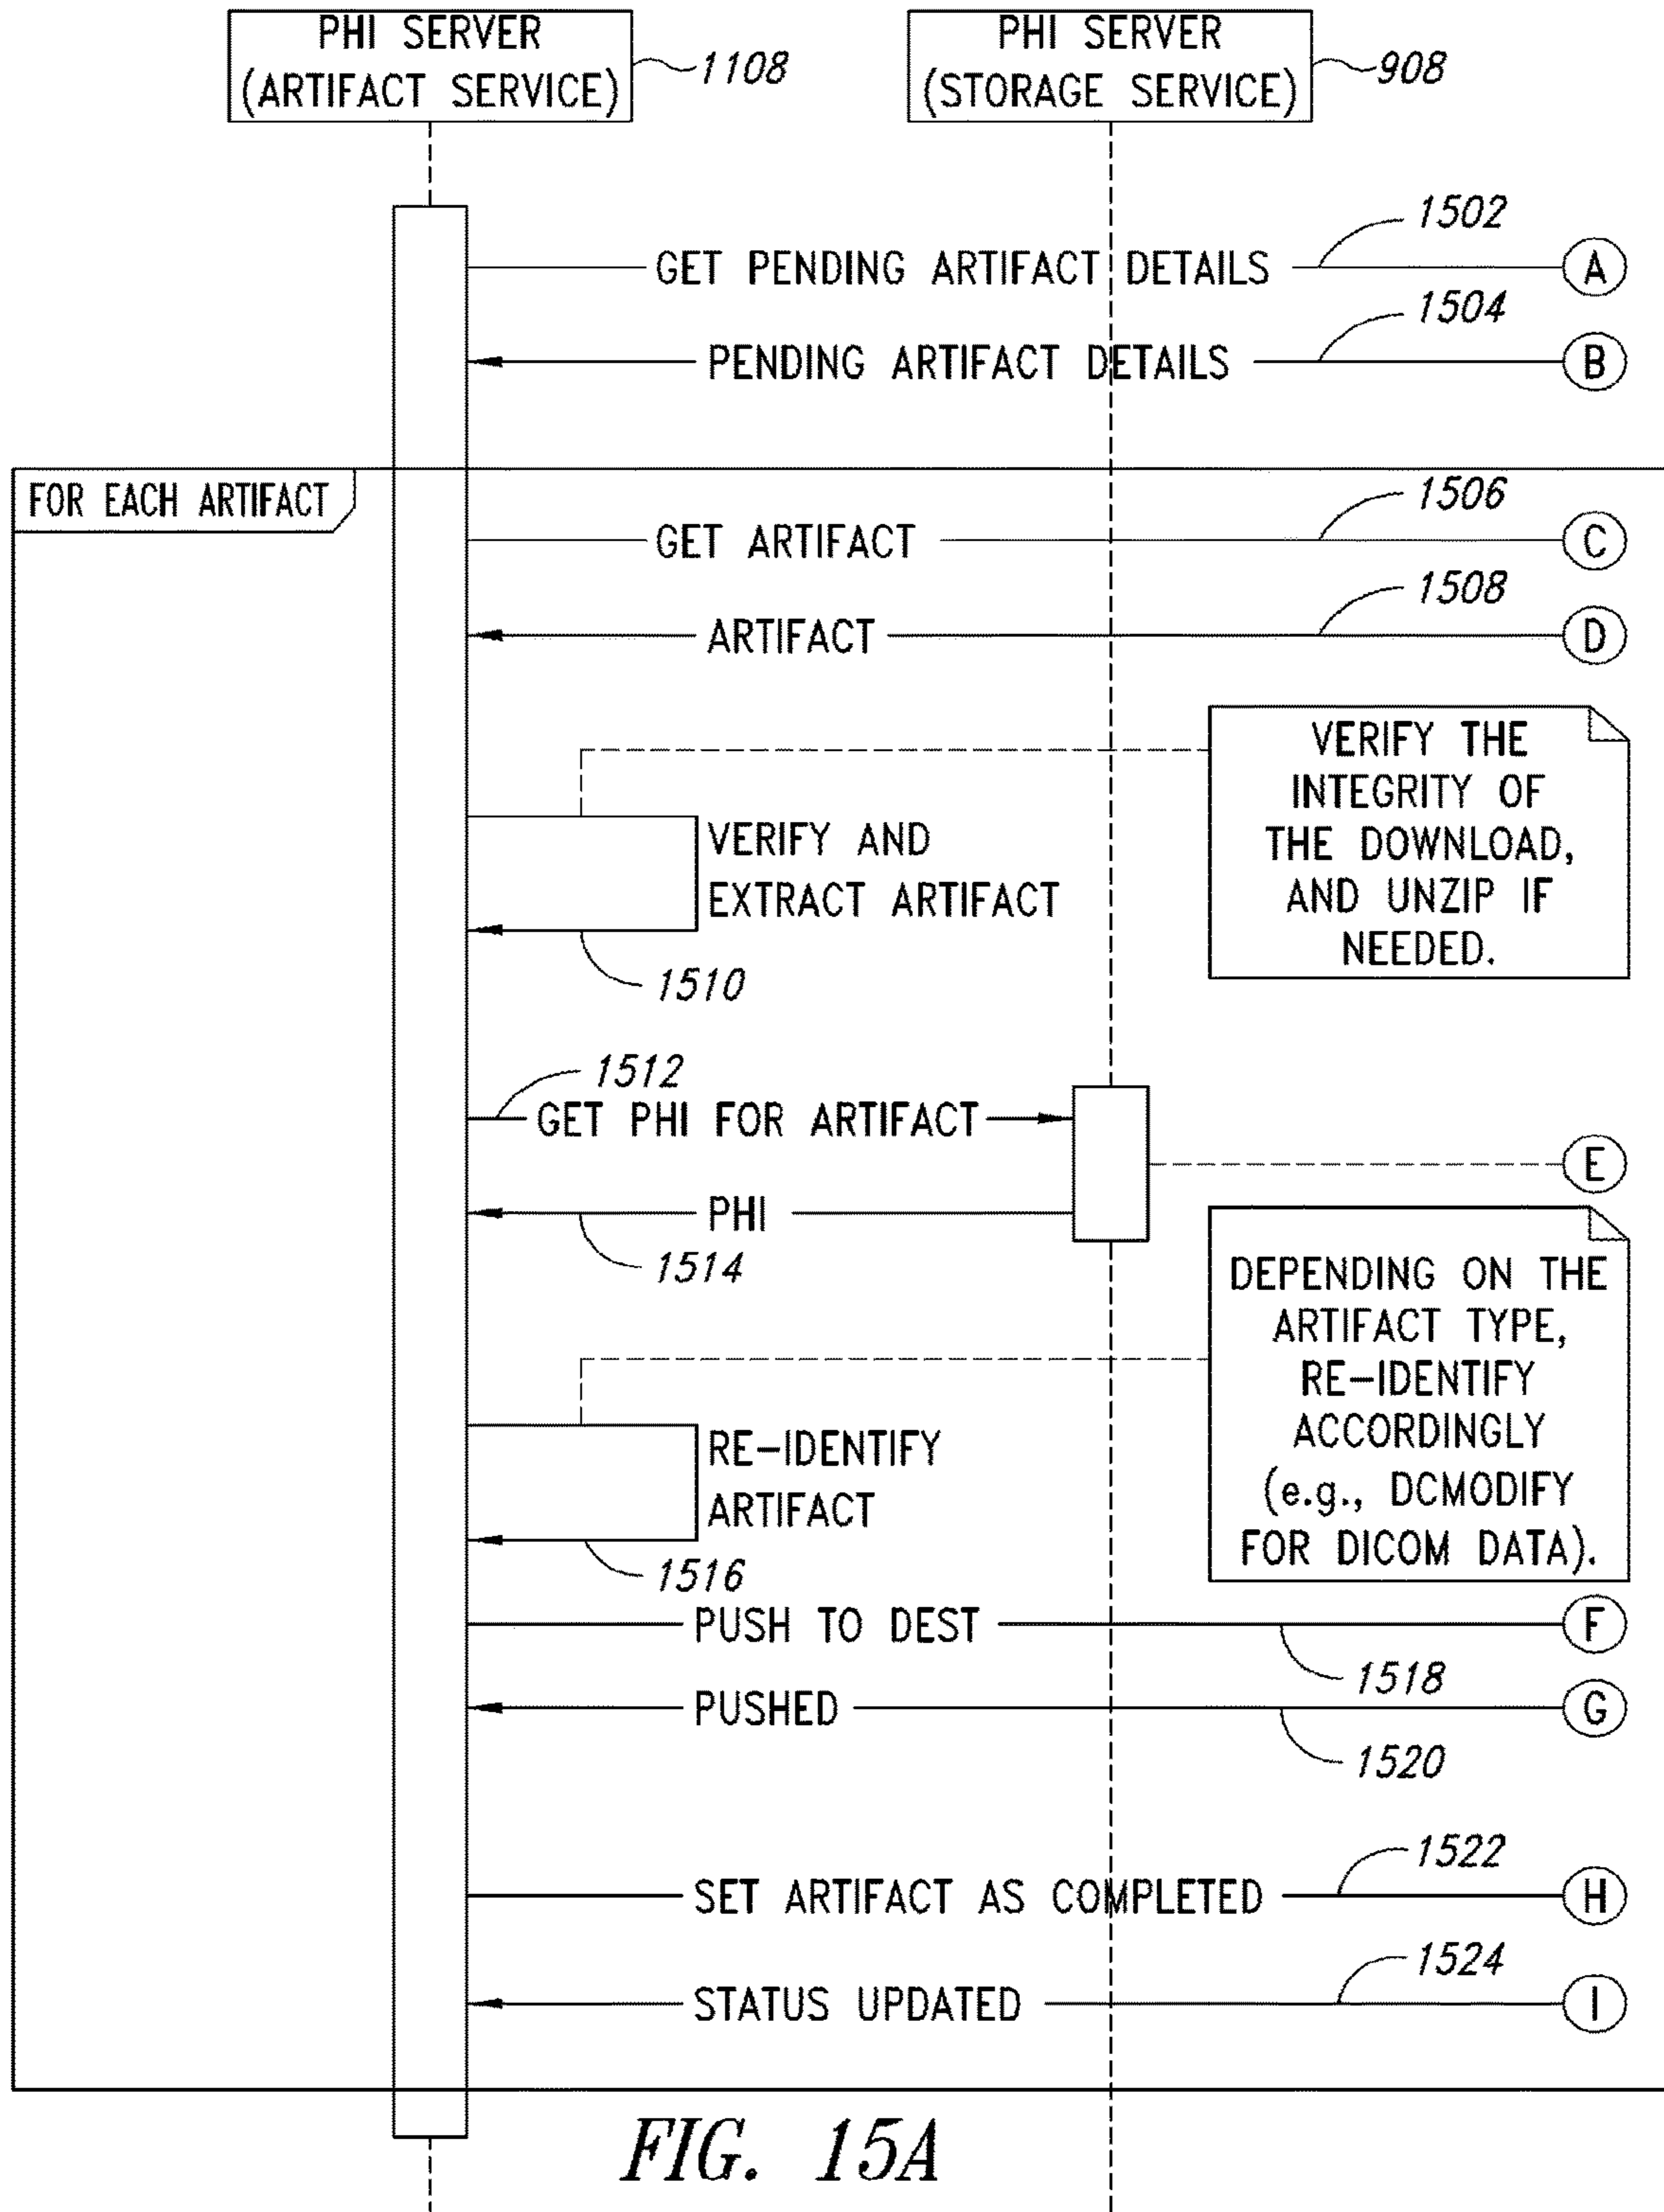 PHI SERVER
(ARTIFACT SERVICE)
1108
PHI SERVER
(STORAGE SERVICE)
908
1502
GET PENDING ARTIFACT DETAILS
A
1504
PENDING ARTIFACT DETAILS
B
FOR EACH ARTIFACT
1506
GET ARTIFACT
C
1508
ARTIFACT
D
VERIFY THE
INTEGRITY OF
THE DOWNLOAD,
AND UNZIP IF
NEEDED.
VERIFY AND
EXTRACT ARTIFACT
1510
1512
GET PHI FOR ARTIFACT
E
PHI
1514
DEPENDING ON THE
ARTIFACT TYPE,
RE-IDENTIFY
ACCORDINGLY
(e.g., DCMODIFY
FOR DICOM DATA).
RE-IDENTIFY
ARTIFACT
1516
PUSH TO DEST
F
1518
PUSHED
G
1520
1522
SET ARTIFACT AS COMPLETED
H
1524
STATUS UPDATED
I
FIG. 15A